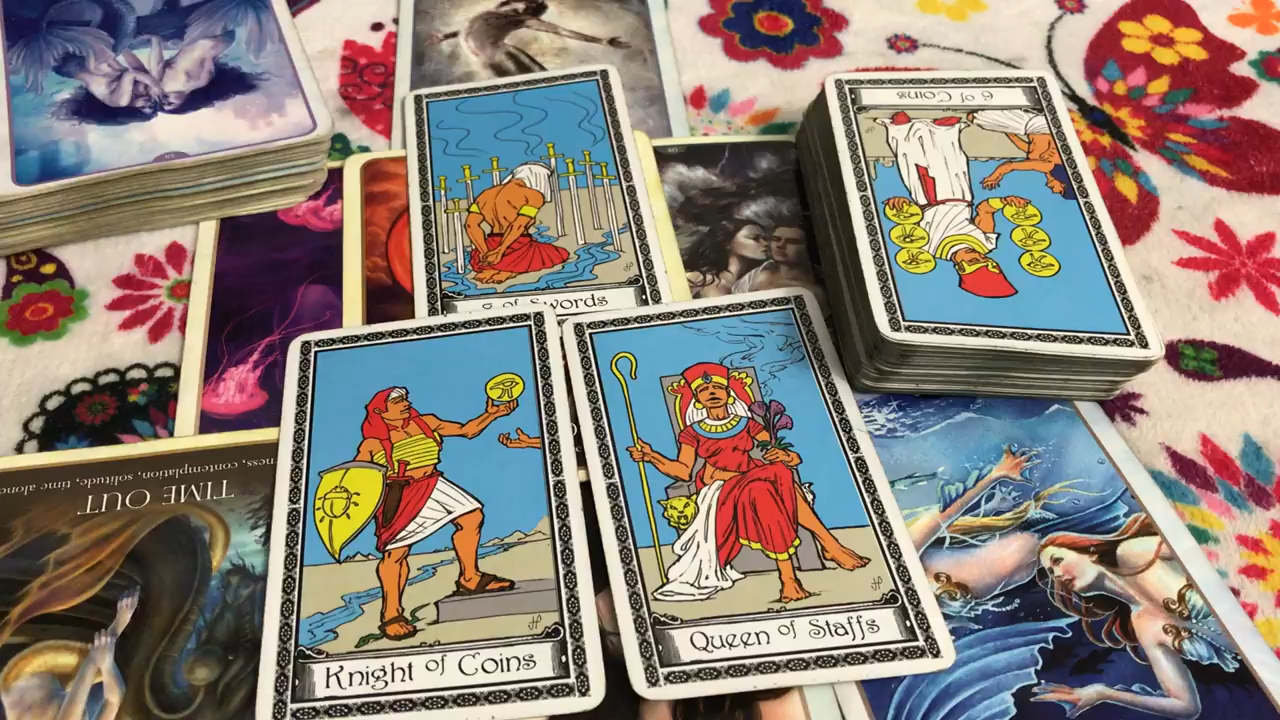 6 of Coins
of Swords
TIME OUT
contemplation, solitude, time alone
Knight of Coins
Queen of Staffs